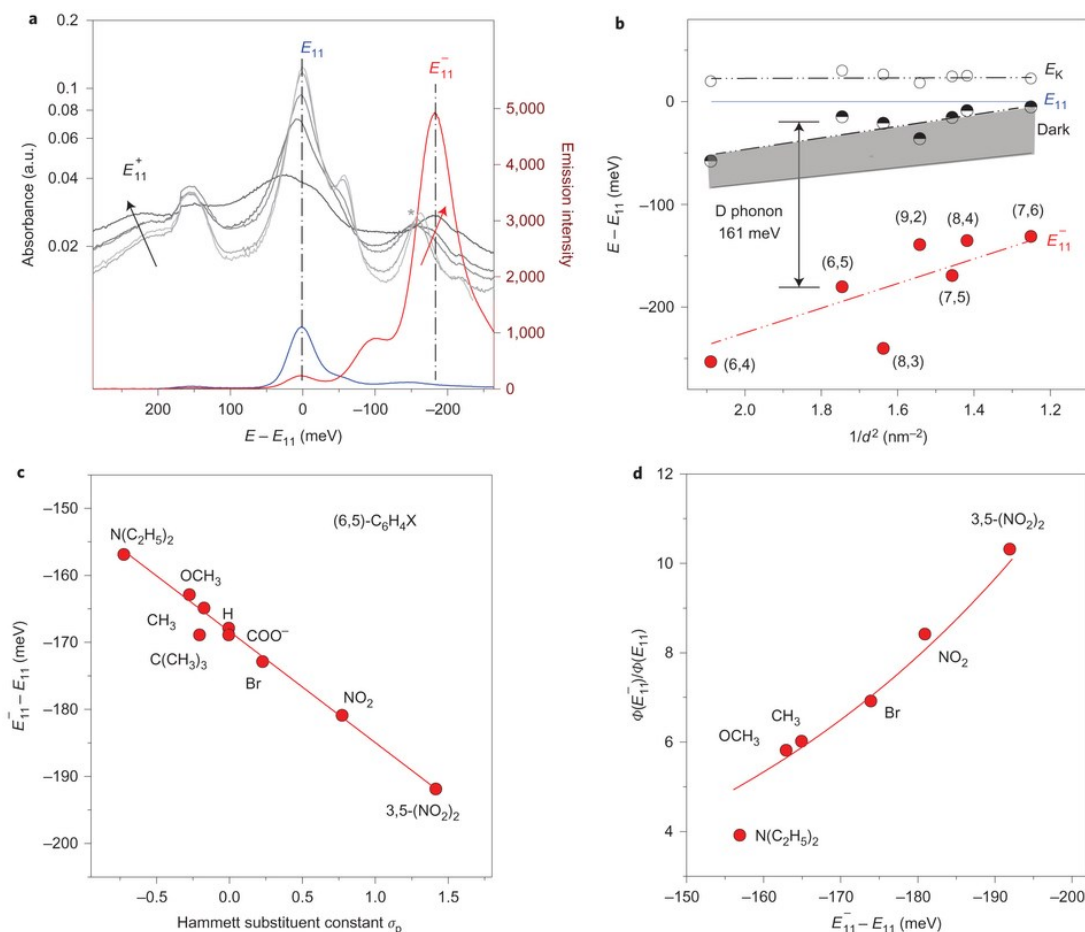 a
0.2
0.1
0.08
0.06
0.04
0.02
Absorbance (a.u.)
E₁₁⁺
E₁₁
E₁₁⁻
*
5,000
4,000
3,000
2,000
1,000
0
Emission intensity
200 100 0 −100 −200
E – E₁₁ (meV)
b
0
−100
−200
E – E₁₁ (meV)
E_K
E₁₁
Dark
D phonon
161 meV
(9,2) (8,4) (7,6)
(6,5)
(7,5)
E₁₁⁻
(6,4)
(8,3)
2.0 1.8 1.6 1.4 1.2
1/d² (nm⁻²)
c
−150
−160
−170
−180
−190
−200
E₁₁⁻ – E₁₁ (meV)
(6,5)-C₆H₄X
N(C₂H₅)₂
OCH₃
CH₃
H
COO⁻
C(CH₃)₃
Br
NO₂
3,5-(NO₂)₂
−0.5 0.0 0.5 1.0 1.5
Hammett substituent constant σₚ
d
12
10
8
6
4
Φ(E₁₁⁻)/Φ(E₁₁)
3,5-(NO₂)₂
NO₂
CH₃
Br
OCH₃
N(C₂H₅)₂
−150 −160 −170 −180 −190 −200
E₁₁⁻ – E₁₁ (meV)